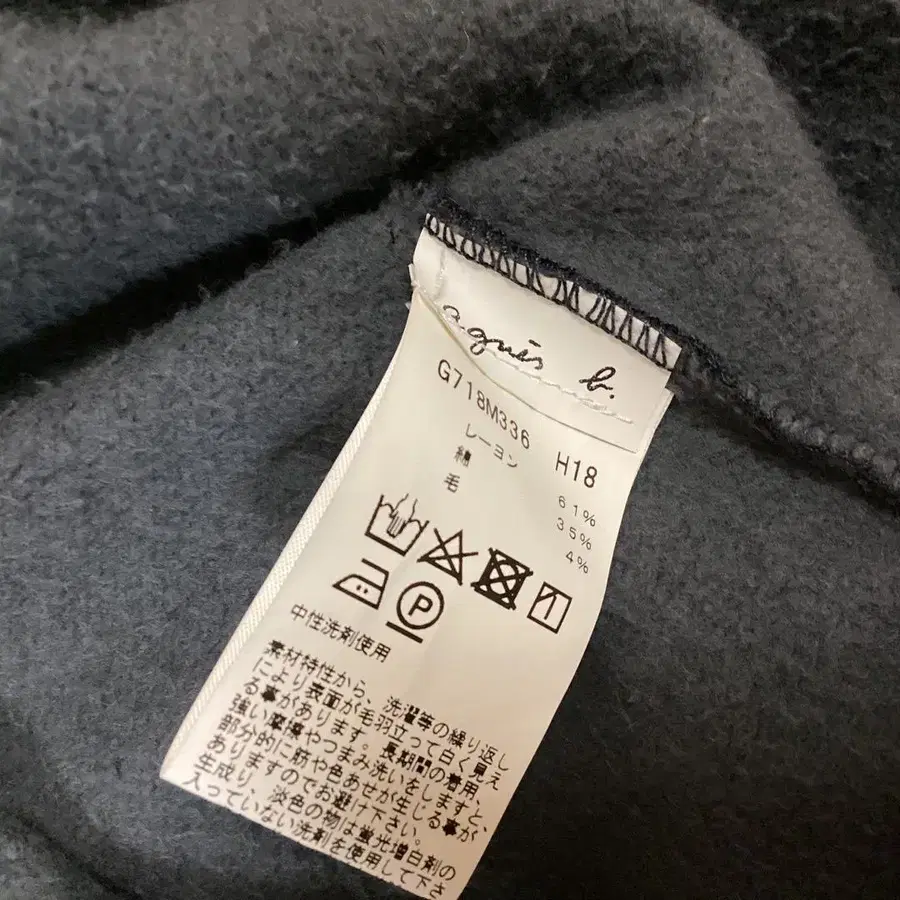 agnès b.
G718M336 H18
レーヨン 61%
綿 35%
毛 4%
P
中性洗剤使用
素材特性から、洗濯等の繰り返し
により表面が毛羽立って白く見え
る事があります。長期間の着用、
強い摩擦やつまみ洗いをしますと、
部分的に筋や色あせが生じる事が
ありますのでお避け下さい。
生成り、淡色の物は蛍光増白剤の
入っていない洗剤を使用して下さ